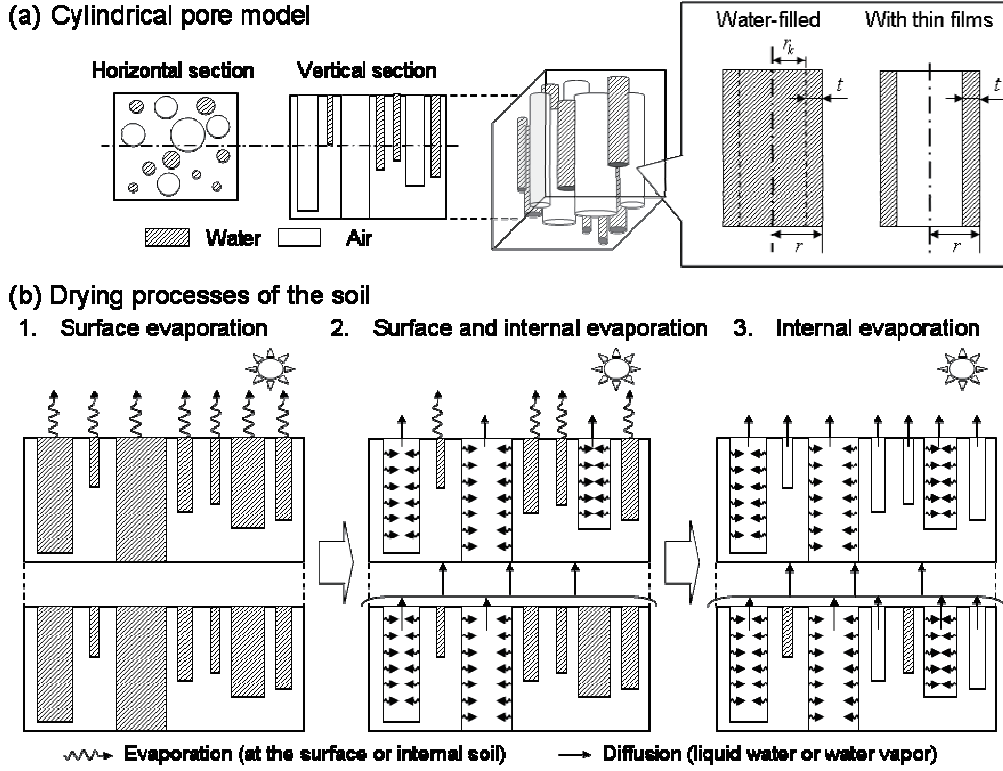 (a) Cylindrical pore model
Horizontal section
Vertical section
Water
Air
Water-filled
With thin films
r_k
t
t
r
r
(b) Drying processes of the soil
1. Surface evaporation
2. Surface and internal evaporation
3. Internal evaporation
Evaporation (at the surface or internal soil)
Diffusion (liquid water or water vapor)